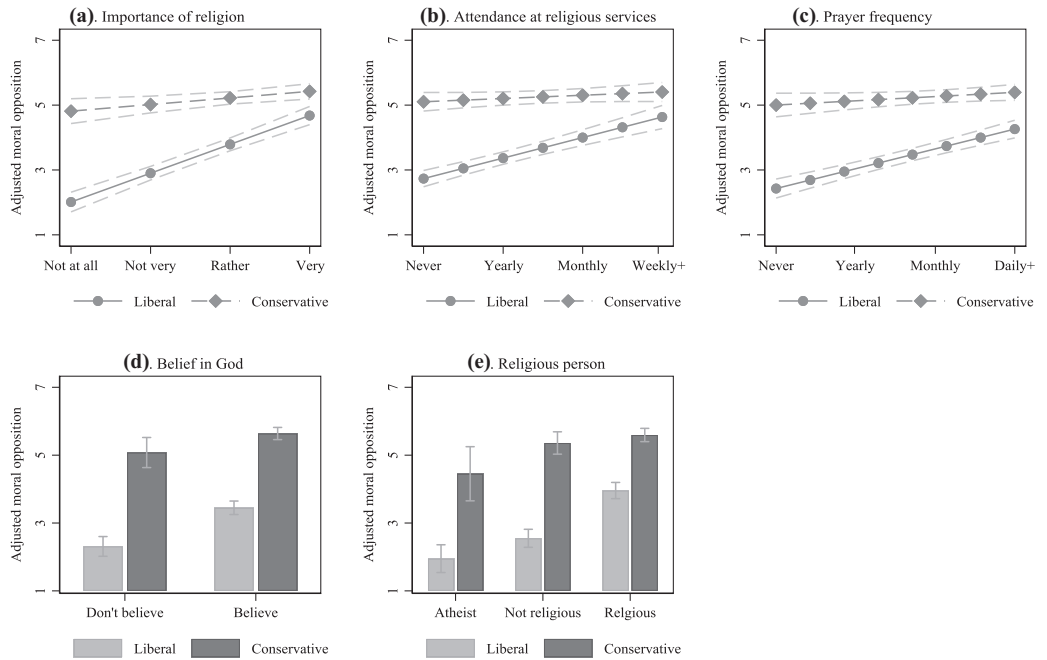 (a). Importance of religion
Adjusted moral opposition
7
5
3
1
Not at all Not very Rather Very
Liberal Conservative
(b). Attendance at religious services
Adjusted moral opposition
7
5
3
1
Never Yearly Monthly Weekly+
Liberal Conservative
(c). Prayer frequency
Adjusted moral opposition
7
5
3
1
Never Yearly Monthly Daily+
Liberal Conservative
(d). Belief in God
Adjusted moral opposition
7
5
3
1
Don't believe Believe
Liberal Conservative
(e). Religious person
Adjusted moral opposition
7
5
3
1
Atheist Not religious Relgious
Liberal Conservative